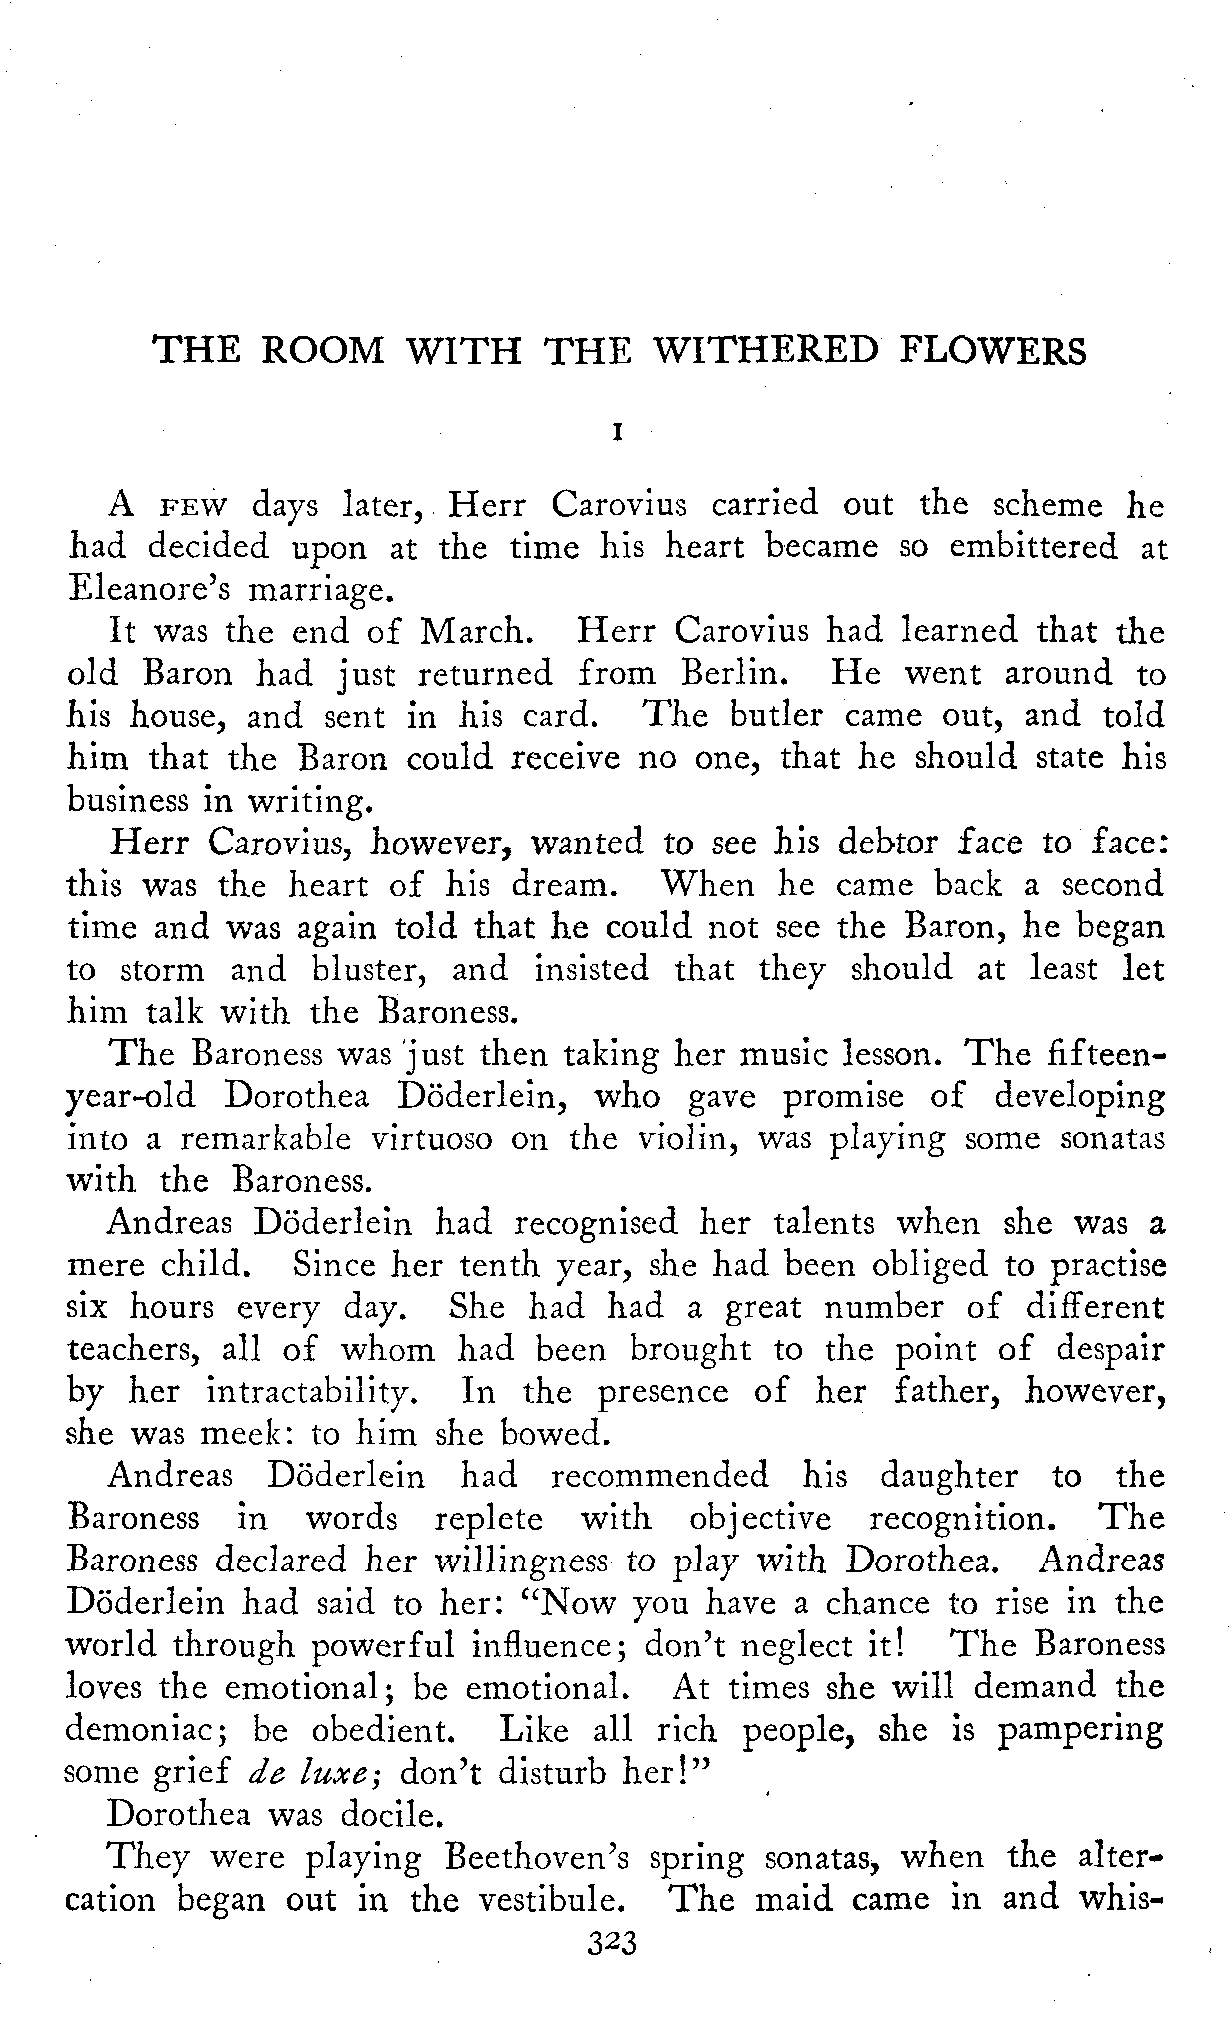 THE ROOM WITH THE WITHERED FLOWERS
I
A FEW days later, Herr Carovius carried out the scheme he
had decided upon at the time his heart became so embittered at
Eleanore's marriage.
It was the end of March. Herr Carovius had learned that the
old Baron had just returned from Berlin. He went around to
his house, and sent in his card. The butler came out, and told
him that the Baron could receive no one, that he should state his
business in writing.
Herr Carovius, however, wanted to see his debtor face to face:
this was the heart of his dream. When he came back a second
time and was again told that he could not see the Baron, he began
to storm and bluster, and insisted that they should at least let
him talk with the Baroness.
The Baroness was just then taking her music lesson. The fifteen-
year-old Dorothea Döderlein, who gave promise of developing
into a remarkable virtuoso on the violin, was playing some sonatas
with the Baroness.
Andreas Döderlein had recognised her talents when she was a
mere child. Since her tenth year, she had been obliged to practise
six hours every day. She had had a great number of different
teachers, all of whom had been brought to the point of despair
by her intractability. In the presence of her father, however,
she was meek: to him she bowed.
Andreas Döderlein had recommended his daughter to the
Baroness in words replete with objective recognition. The
Baroness declared her willingness to play with Dorothea. Andreas
Döderlein had said to her: “Now you have a chance to rise in the
world through powerful influence; don't neglect it! The Baroness
loves the emotional; be emotional. At times she will demand the
demoniac; be obedient. Like all rich people, she is pampering
some grief de luxe; don't disturb her!”
Dorothea was docile.
They were playing Beethoven's spring sonatas, when the alter-
cation began out in the vestibule. The maid came in and whis-
323